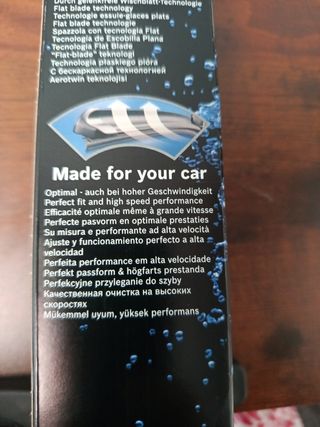 Durch gelenkfreie Wischblatt-Technologie
Flat blade technology
Technologie essuie-glaces plats
Flat blade technologie
Spazzola con tecnologia Flat
Tecnología de Escobilla Plana
Tecnologia Flat Blade
"Flat-blade" teknologi
Technologia płaskiego pióra
С бескаркасной технологией
Aerotwin teknolojisi
Made for your car
Optimal - auch bei hoher Geschwindigkeit
Perfect fit and high speed performance
Efficacité optimale même à grande vitesse
Perfecte pasvorm en optimale prestaties
Su misura e performante ad alta velocità
Ajuste y funcionamiento perfecto a alta
velocidad
Perfeita performance em alta velocidade
Perfekt passform & högfarts prestanda
Perfekcyjne przyleganie do szyby
Качественная очистка на высоких
скоростях
Mükemmel uyum, yüksek performans